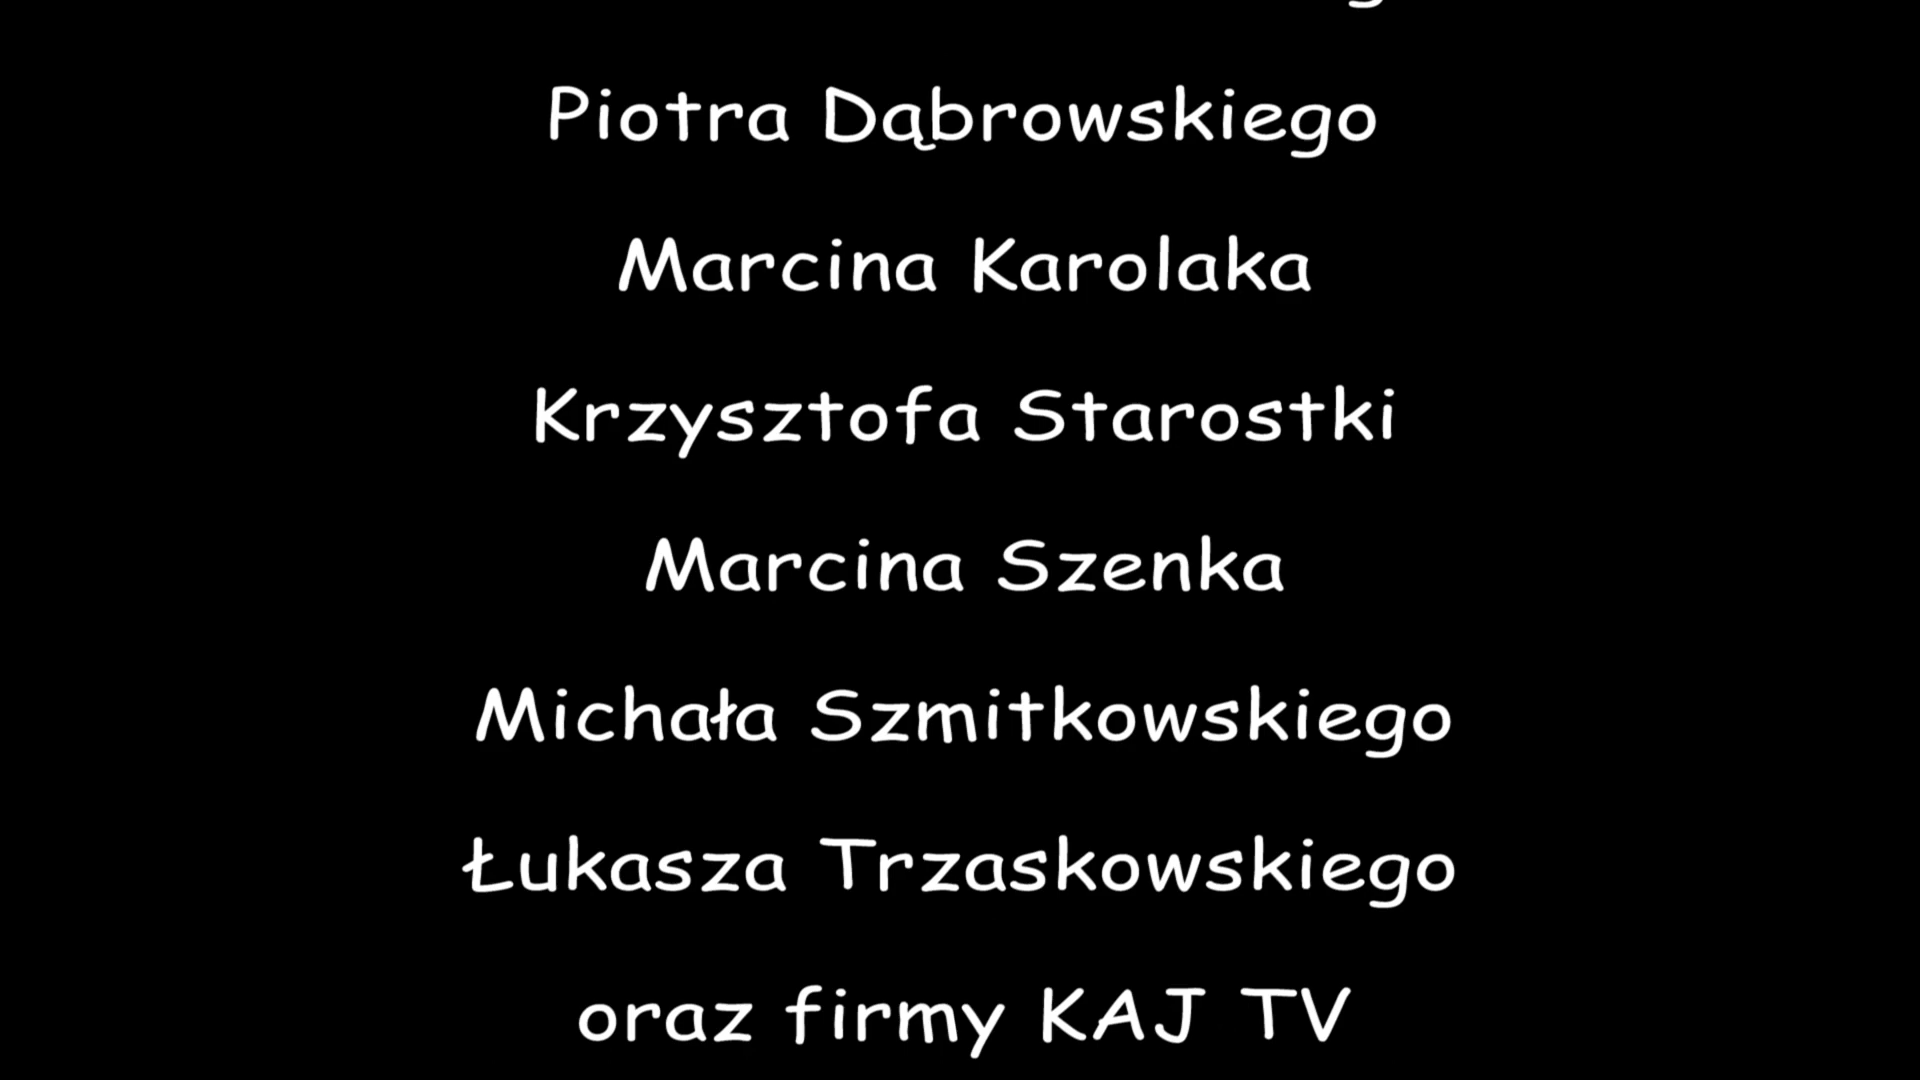 Piotra Dąbrowskiego
Marcina Karolaka
Krzysztofa Starostki
Marcina Szenka
Michała Szmitkowskiego
Łukasza Trzaskowskiego
oraz firmy KAJ TV